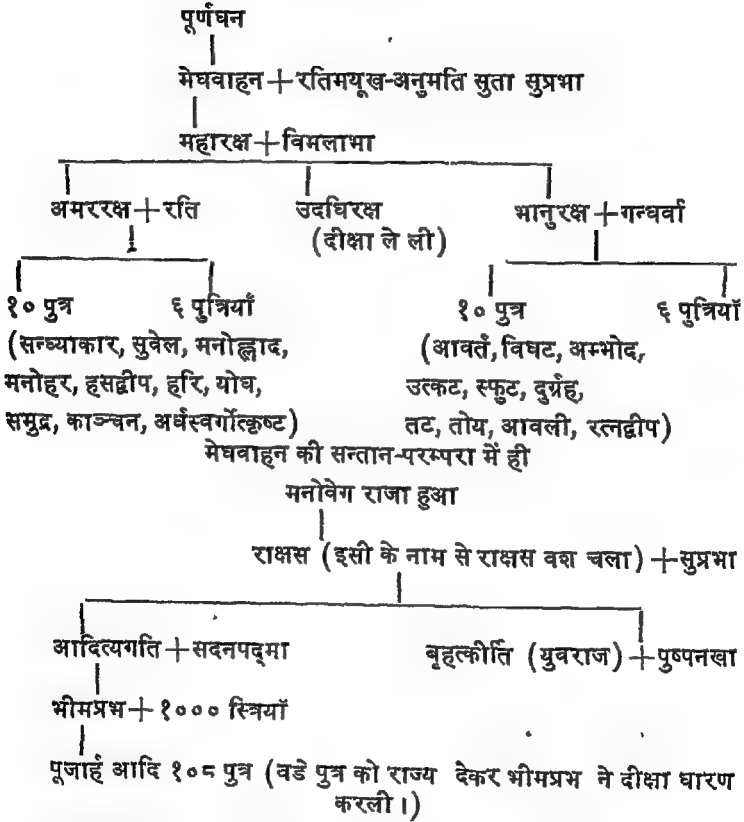 पूर्णघन
मेघवाहन + रतिमयूख-अनुमति सुता सुप्रभा
महारक्ष + विमलाभा
अमररक्ष + रति उदधिरक्ष भानुरक्ष + गन्धर्वा
(दीक्षा ले ली)
१० पुत्र ६ पुत्रियाँ १० पुत्र ६ पुत्रियाँ
(सन्ध्याकार, सुवेल, मनोह्लाद, (आवर्त, विघट, अम्भोद,
मनोहर, हसद्वीप, हरि, योध, उत्कट, स्फुट, दुर्ग्रह,
समुद्र, काञ्चन, अर्धस्वर्गोत्कृष्ट) तट, तोय, आवली, रत्नद्वीप)
मेघवाहन की सन्तान-परम्परा में ही
मनोवेग राजा हुआ
राक्षस (इसी के नाम से राक्षस वश चला) + सुप्रभा
आदित्यगति + सदनपद्मा बृहत्कीर्ति (युवराज) + पुष्पनखा
भीमप्रभ + १००० स्त्रियाँ
पूजार्ह आदि १०८ पुत्र (वडे पुत्र को राज्य देकर भीमप्रभ ने दीक्षा धारण
करली।)